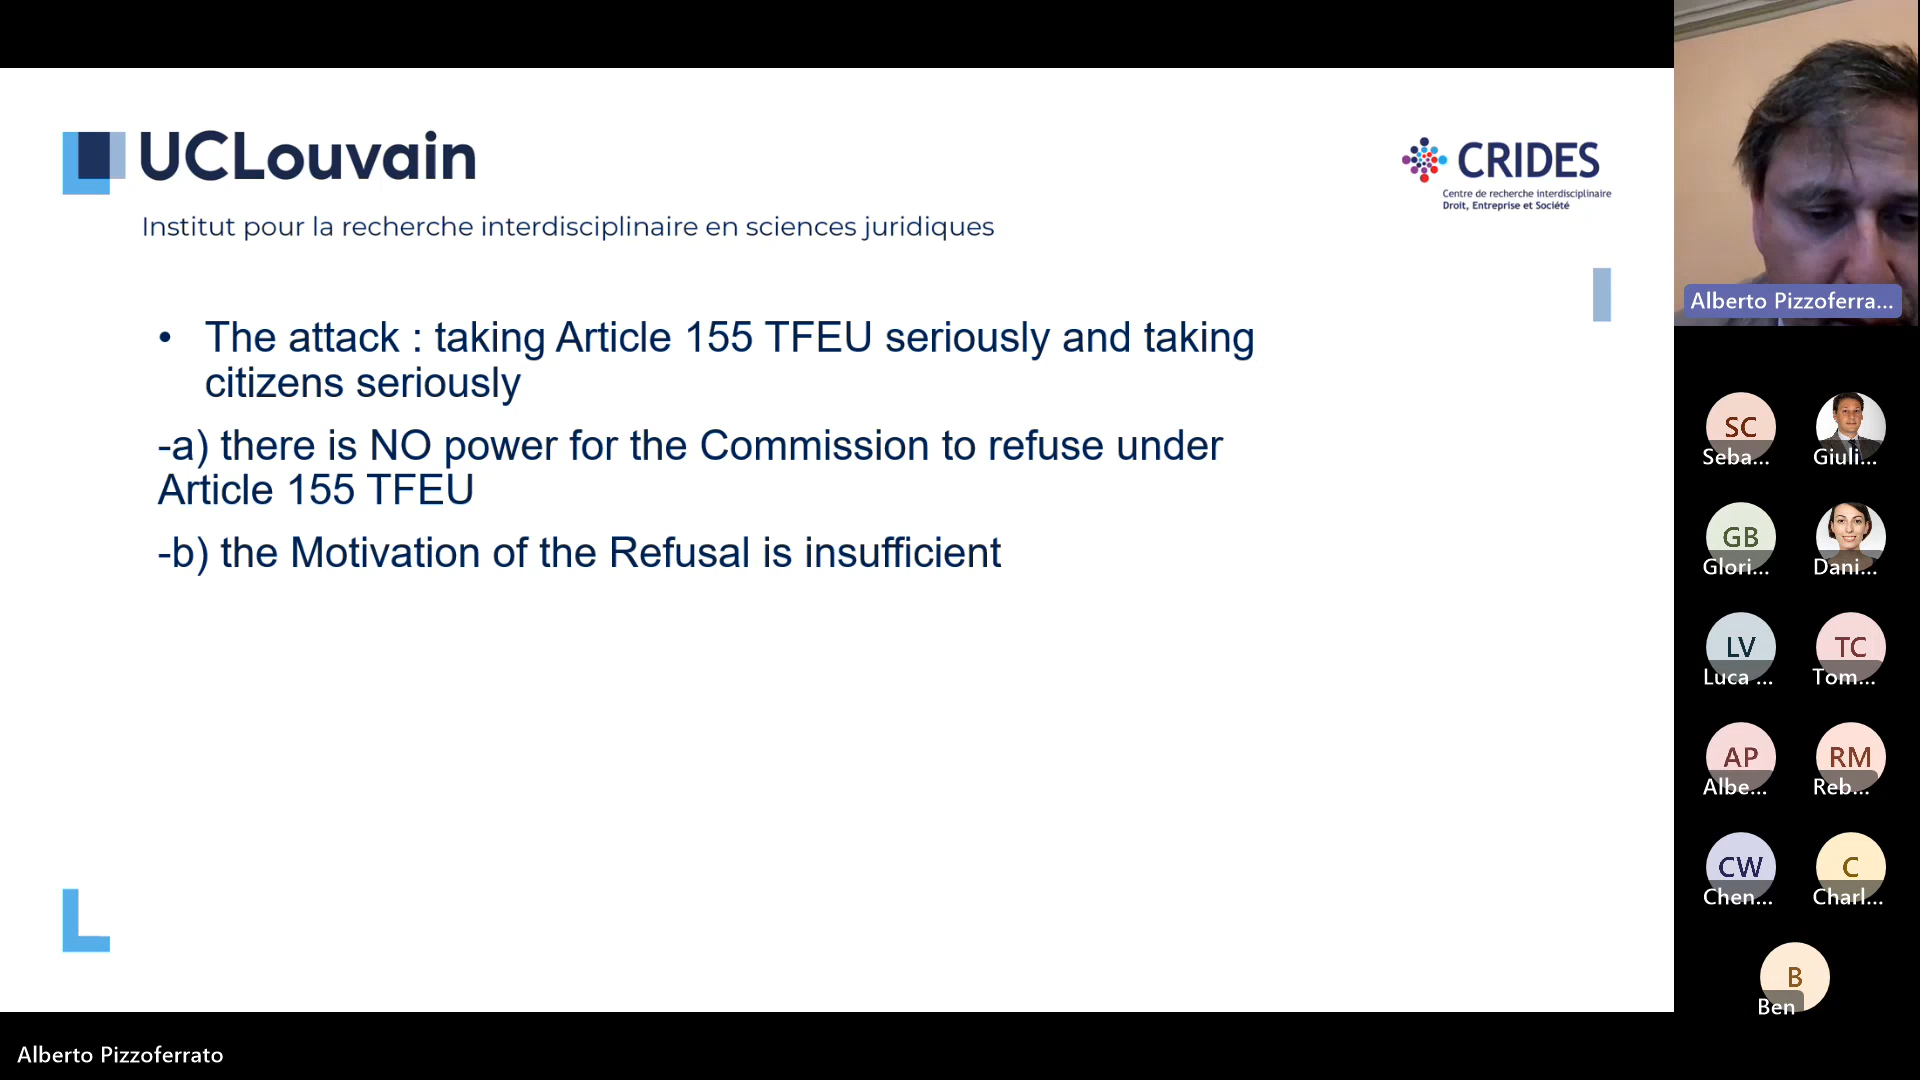 UCLouvain
Institut pour la recherche interdisciplinaire en sciences juridiques
CRIDES
Centre de recherche interdisciplinaire
Droit, Entreprise et Société
• The attack : taking Article 155 TFEU seriously and taking
citizens seriously
-a) there is NO power for the Commission to refuse under
Article 155 TFEU
-b) the Motivation of the Refusal is insufficient
Alberto Pizzoferra...
SC
Seba...
Giuli...
GB
Glori...
Dani...
LV
Luca ...
TC
Tom...
AP
Albe...
RM
Reb...
CW
Chen...
C
Charl...
B
Ben
Alberto Pizzoferrato